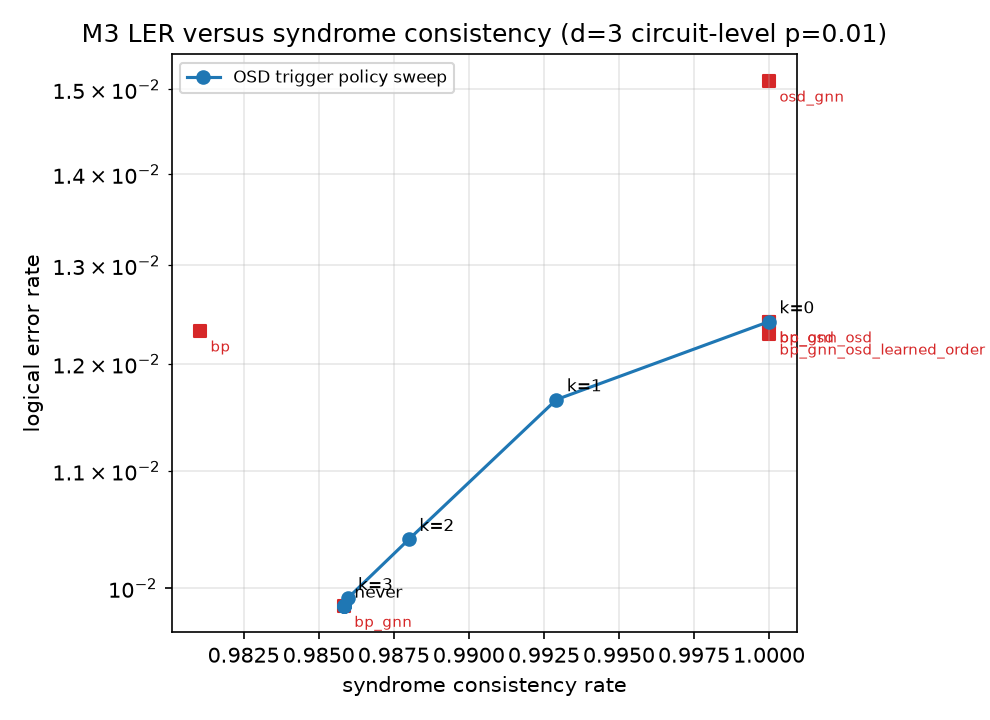 M3 LER versus syndrome consistency (d=3 circuit-level p=0.01)
OSD trigger policy sweep
1.5 × 10⁻²
1.4 × 10⁻²
1.3 × 10⁻²
1.2 × 10⁻²
1.1 × 10⁻²
10⁻²
logical error rate
osd_gnn
k=0
bp_gnn_osd
bp_gnn_osd_learned_order
bp
k=1
k=2
k=3
never
bp_gnn
0.9825 0.9850 0.9875 0.9900 0.9925 0.9950 0.9975 1.0000
syndrome consistency rate